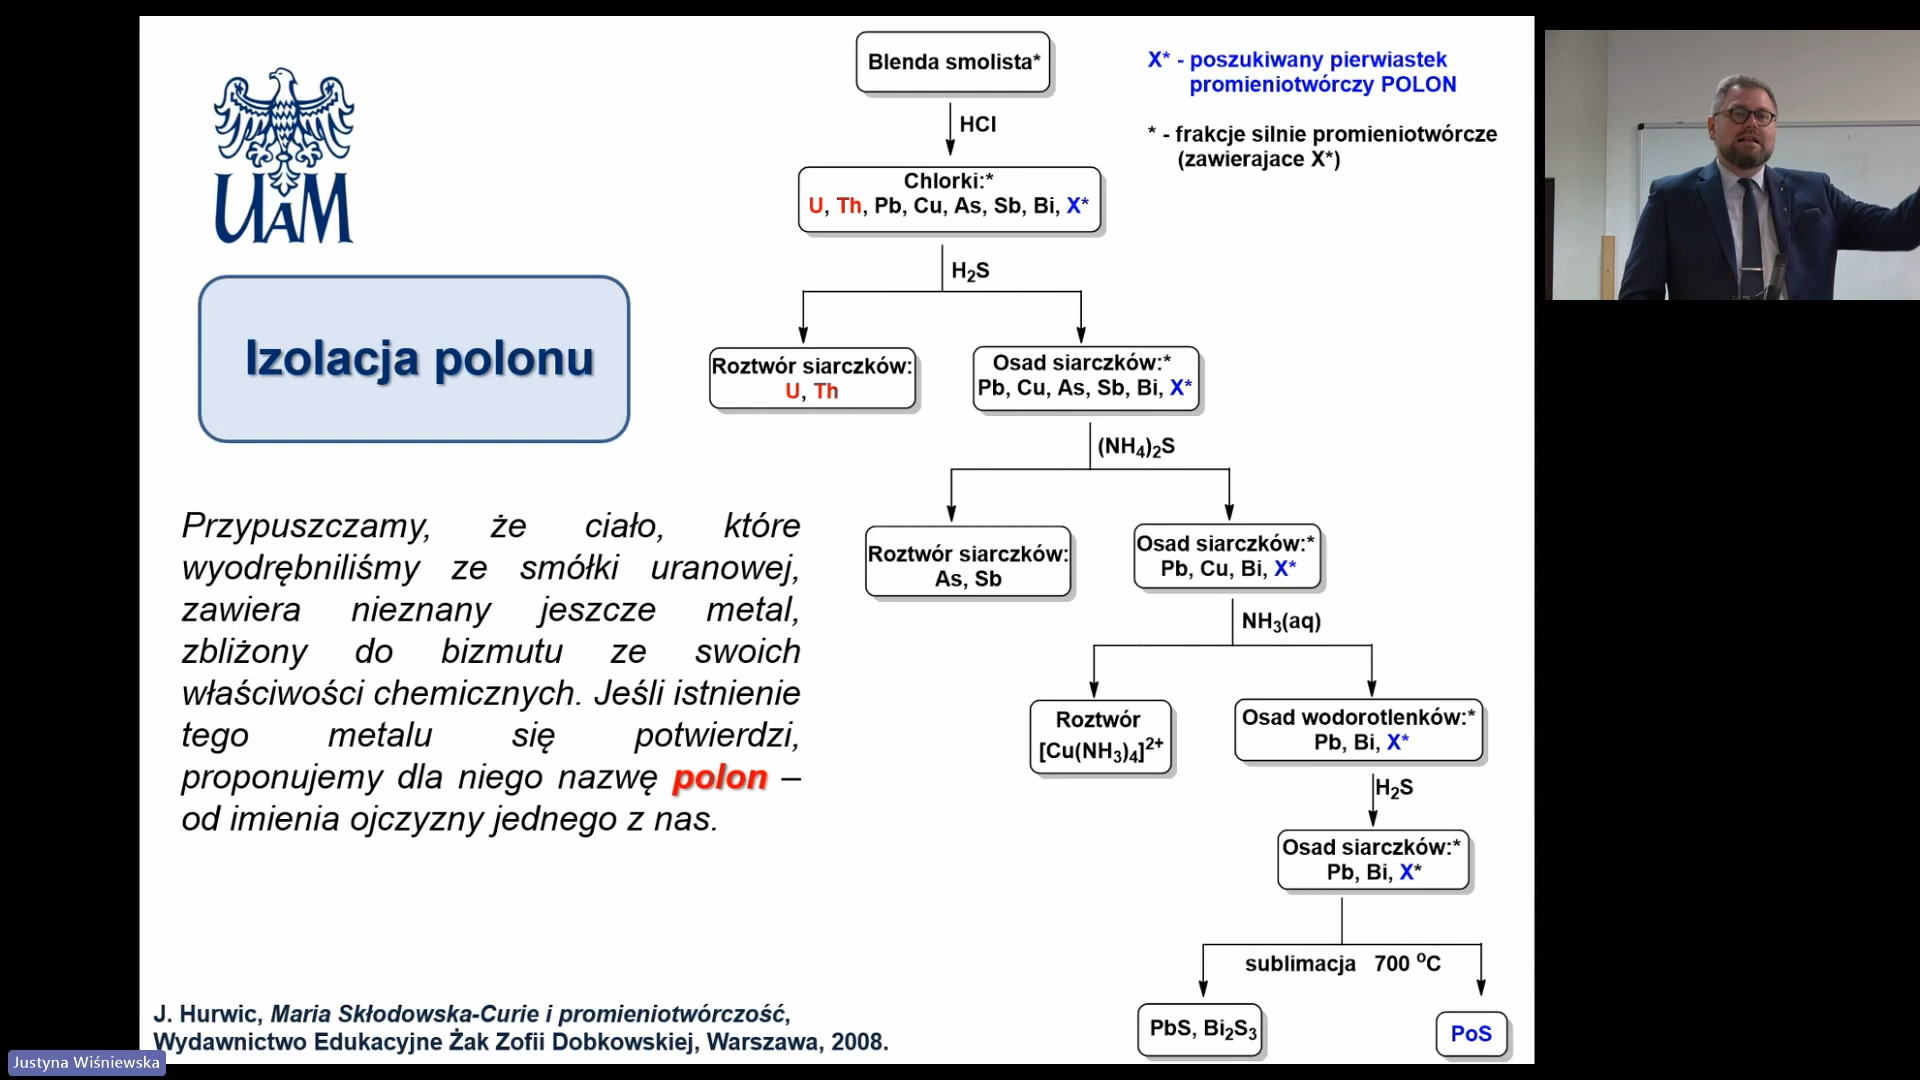 UAM
Izolacja polonu
Przypuszczamy, że ciało, które
wyodrębniliśmy ze smółki uranowej,
zawiera nieznany jeszcze metal,
zbliżony do bizmutu ze swoich
właściwości chemicznych. Jeśli istnienie
tego metalu się potwierdzi,
proponujemy dla niego nazwę polon –
od imienia ojczyzny jednego z nas.
J. Hurwic, Maria Skłodowska-Curie i promieniotwórczość,
Wydawnictwo Edukacyjne Żak Zofii Dobkowskiej, Warszawa, 2008.
Blenda smolista*
X* - poszukiwany pierwiastek
promieniotwórczy POLON
* - frakcje silnie promieniotwórcze
(zawierajace X*)
HCl
Chlorki:*
U, Th, Pb, Cu, As, Sb, Bi, X*
H₂S
Roztwór siarczków:
U, Th
Osad siarczków:*
Pb, Cu, As, Sb, Bi, X*
(NH₄)₂S
Roztwór siarczków:
As, Sb
Osad siarczków:*
Pb, Cu, Bi, X*
NH₃(aq)
Roztwór
[Cu(NH₃)₄]²⁺
Osad wodorotlenków:*
Pb, Bi, X*
H₂S
Osad siarczków:*
Pb, Bi, X*
sublimacja 700 °C
PbS, Bi₂S₃
PoS
Justyna Wiśniewska